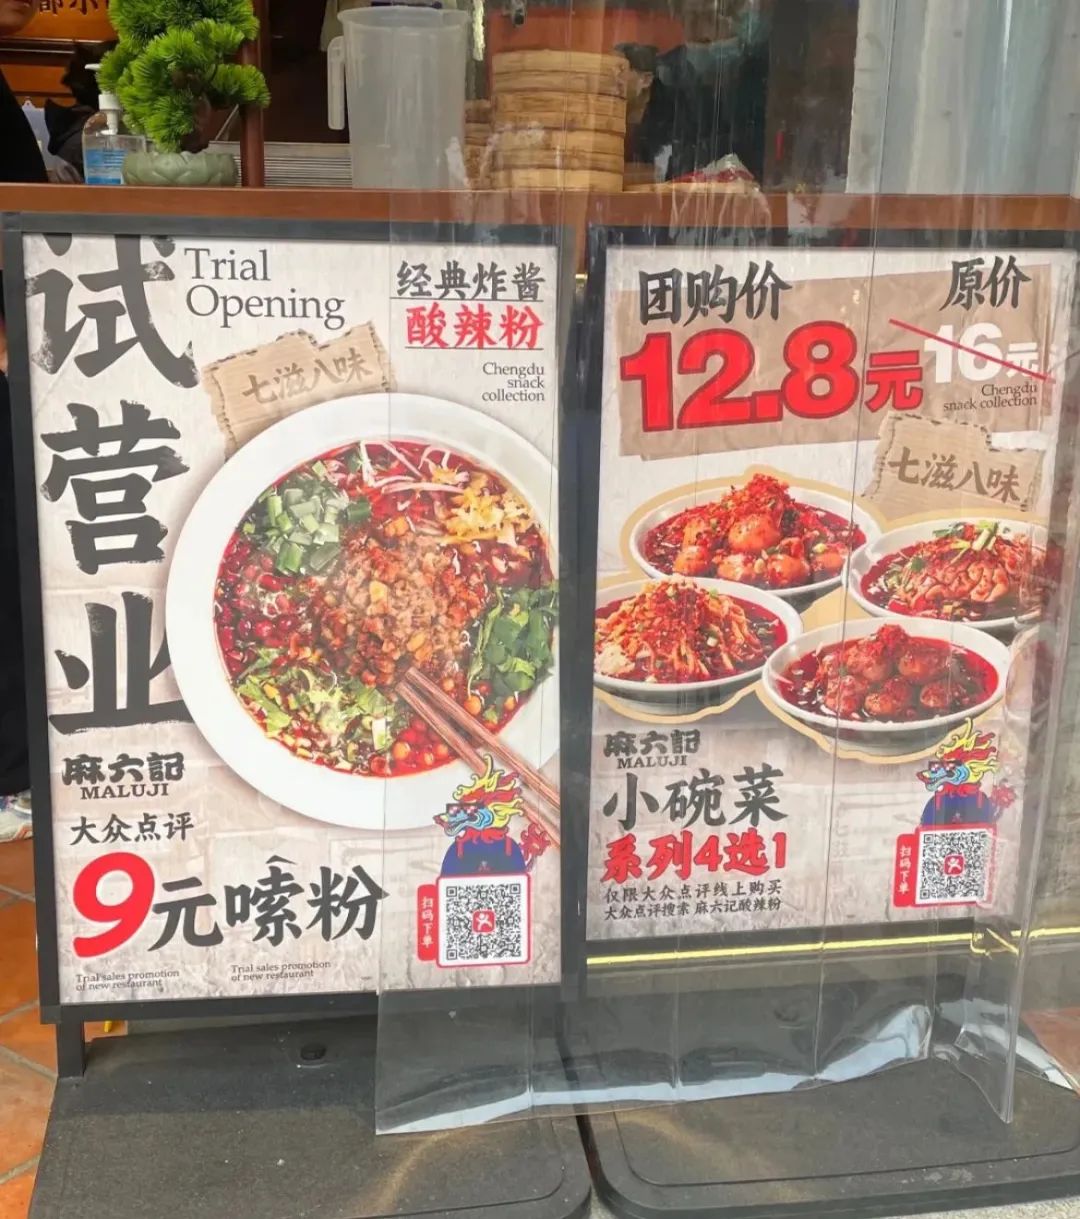 试营业
Trial
Opening
经典炸酱
酸辣粉
Chengdu
snack
collection
七滋八味
麻六記
MALUJI
大众点评
9元嗦粉
扫码下单
Trial sales promotion
of new restaurant
Trial sales promotion
of new restaurant
团购价
12.8元
原价
16元
Chengdu
snack collection
七滋八味
麻六記
MALUJI
小碗菜
系列4选1
仅限大众点评线上购买
大众点评搜索 麻六记酸辣粉
扫码下单